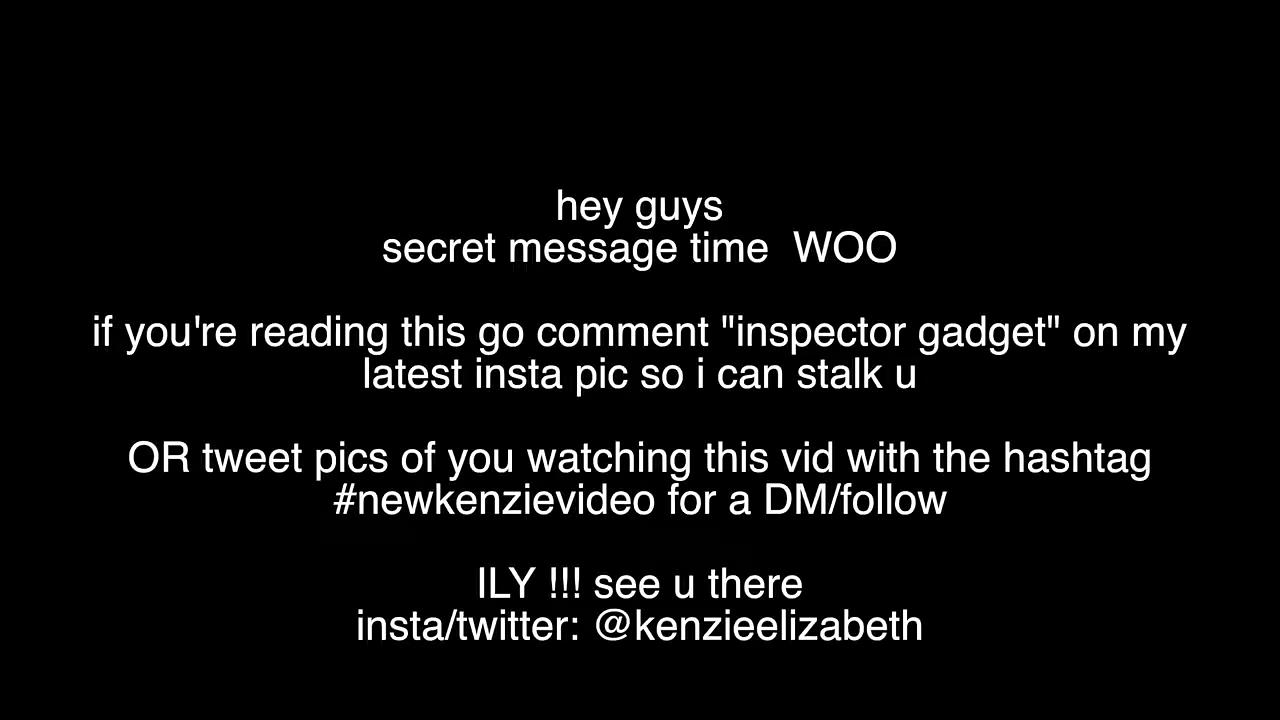 hey guys
secret message time  WOO
if you're reading this go comment "inspector gadget" on my
latest insta pic so i can stalk u
OR tweet pics of you watching this vid with the hashtag
#newkenzievideo for a DM/follow
ILY !!! see u there
insta/twitter: @kenzieelizabeth